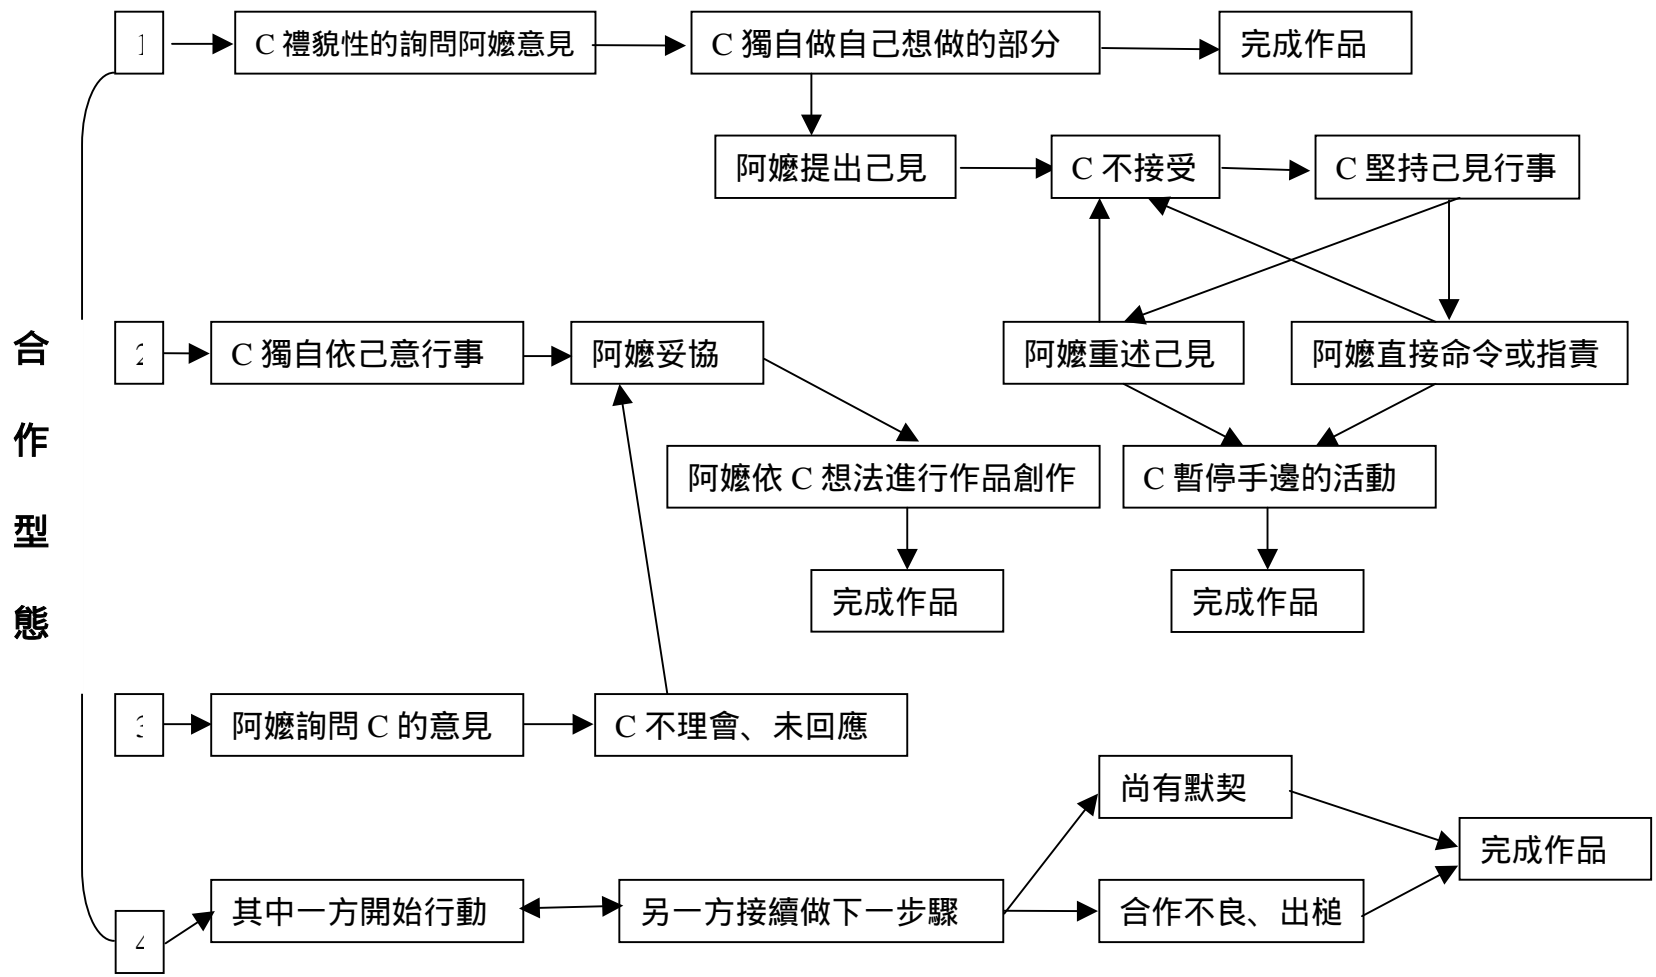 合作型態
1
C 禮貌性的詢問阿嬤意見
C 獨自做自己想做的部分
完成作品
阿嬤提出己見
C 不接受
C 堅持己見行事
2
C 獨自依己意行事
阿嬤妥協
阿嬤重述己見
阿嬤直接命令或指責
阿嬤依 C 想法進行作品創作
C 暫停手邊的活動
完成作品
完成作品
3
阿嬤詢問 C 的意見
C 不理會、未回應
尚有默契
完成作品
4
其中一方開始行動
另一方接續做下一步驟
合作不良、出槌